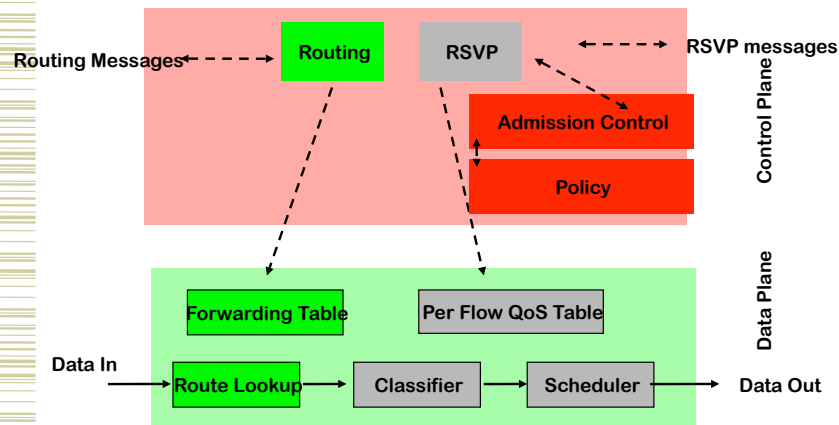 Routing Messages
Routing
RSVP
RSVP messages
Admission Control
Policy
Control Plane
Forwarding Table
Per Flow QoS Table
Data Plane
Data In
Route Lookup
Classifier
Scheduler
Data Out